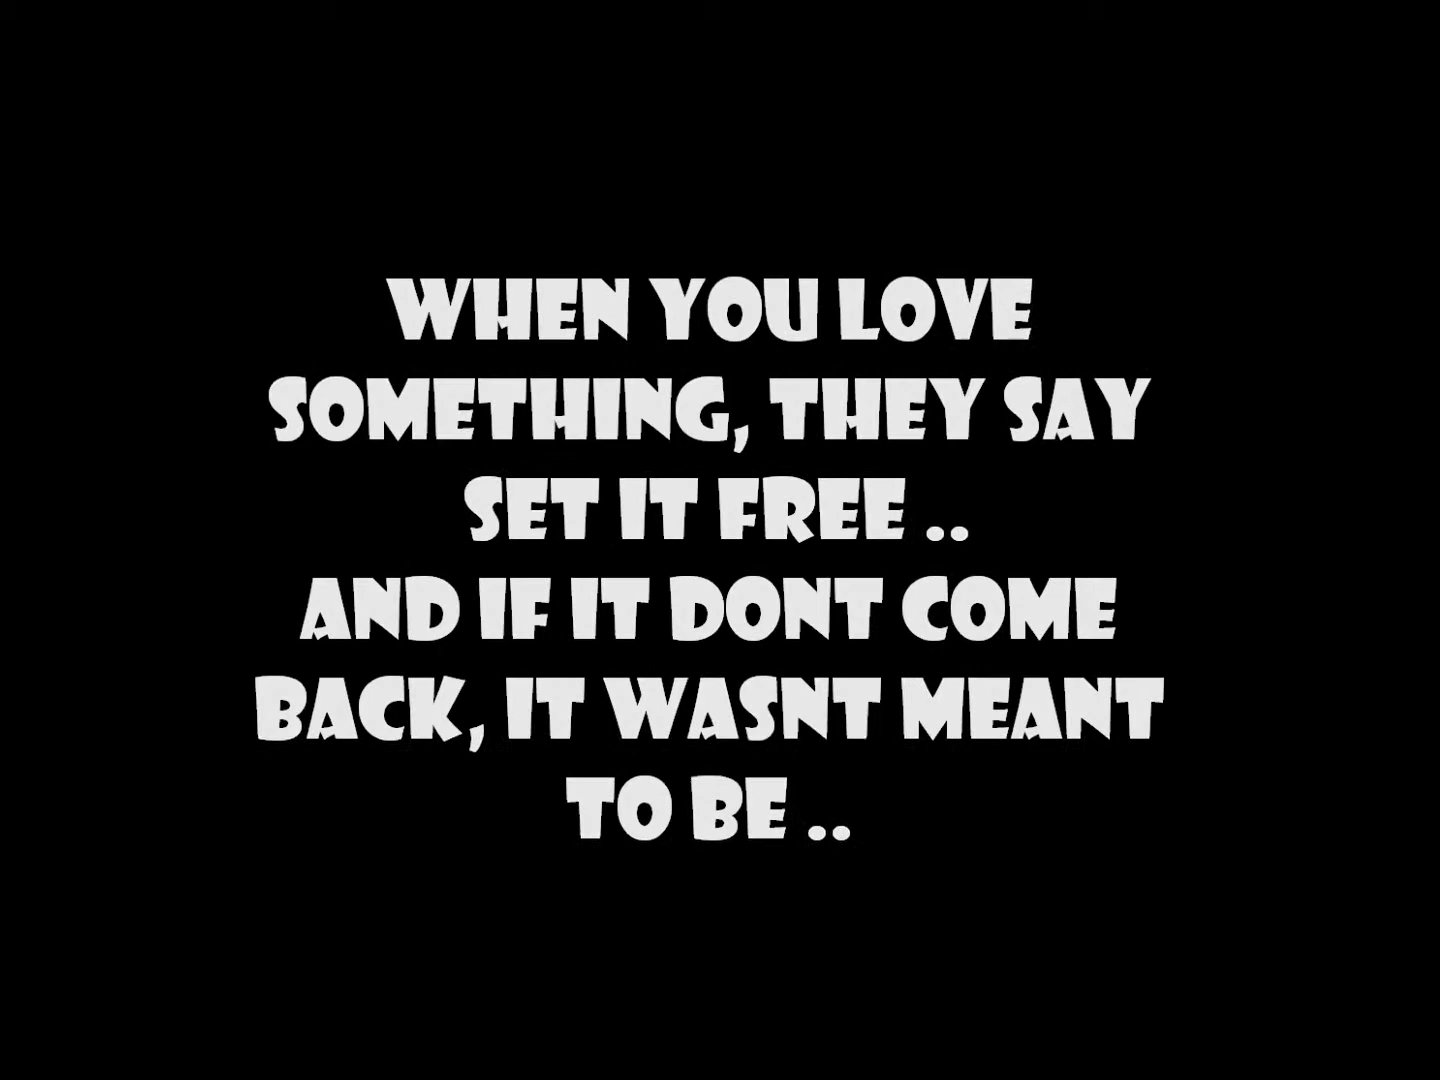 WHEN YOU LOVE
SOMETHING, THEY SAY
SET IT FREE ..
AND IF IT DONT COME
BACK, IT WASNT MEANT
TO BE ..